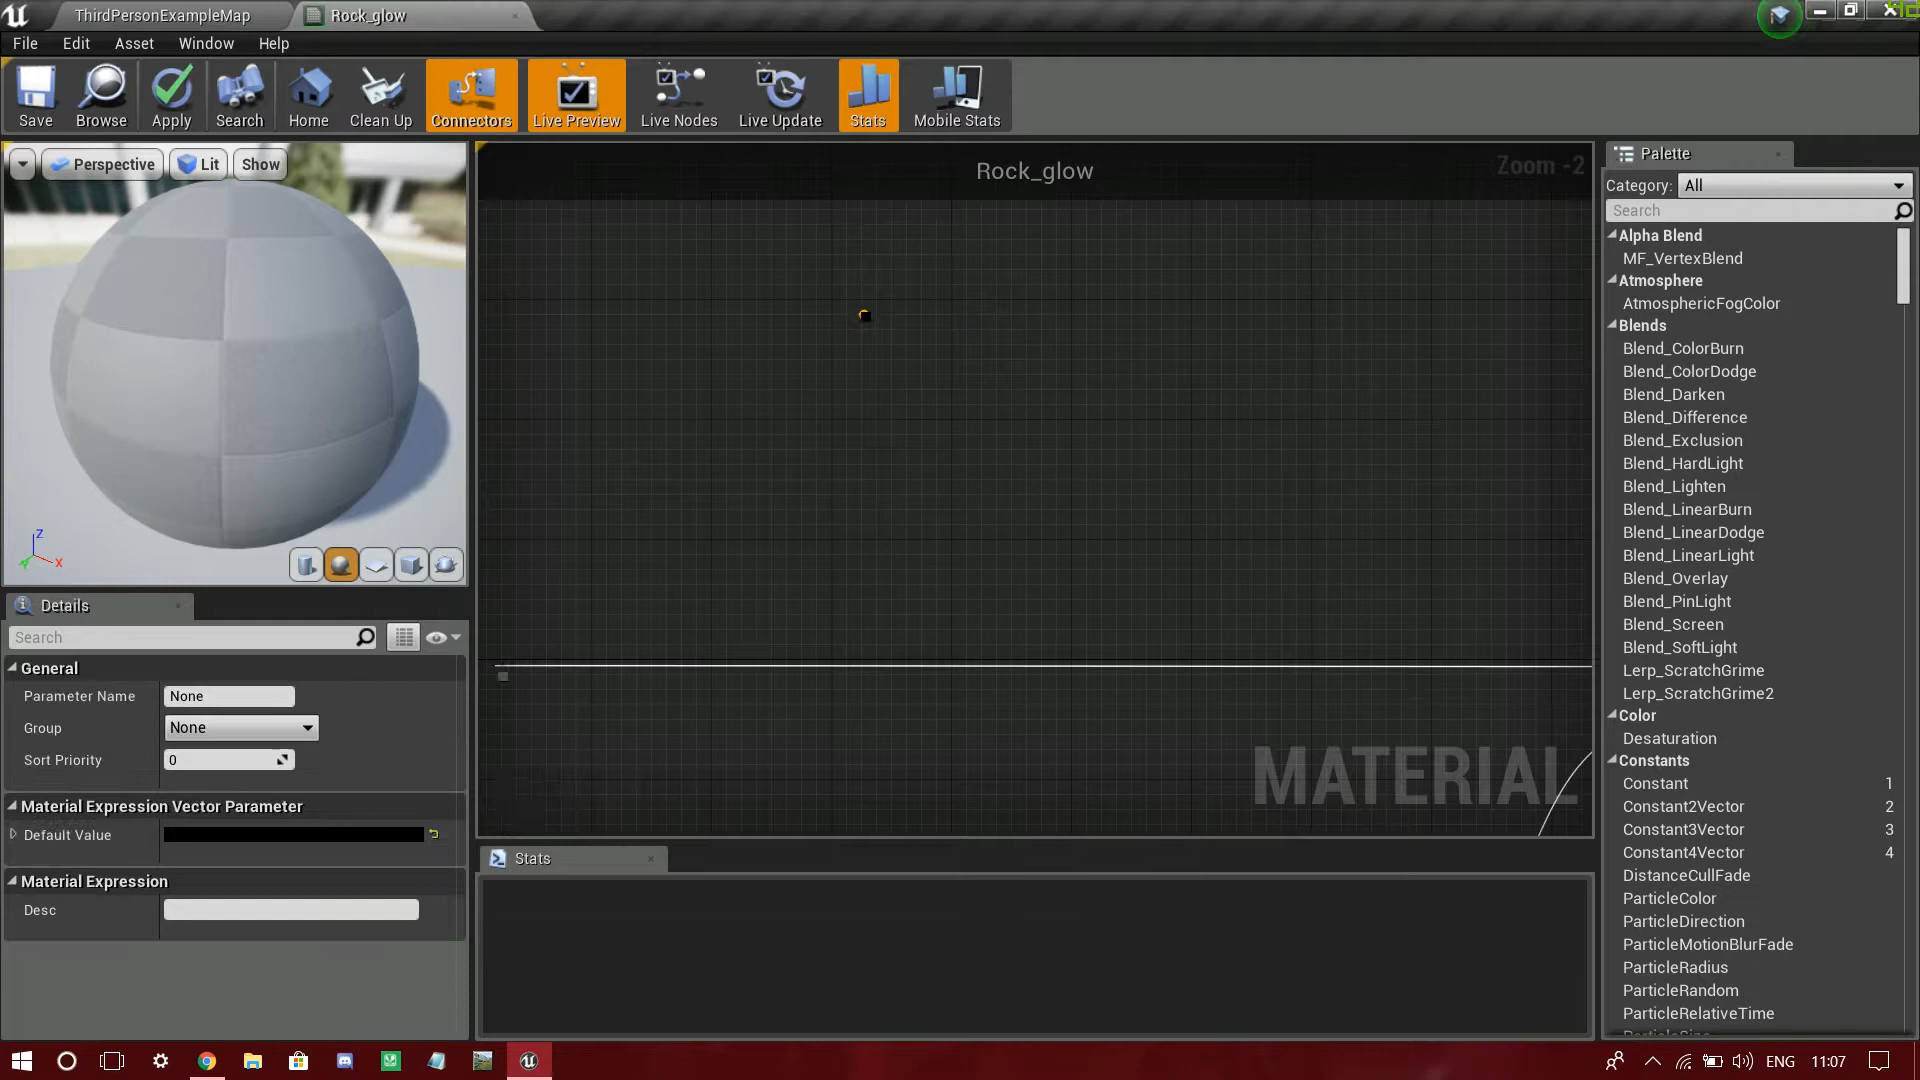 ThirdPersonExampleMap
Rock_glow
File
Edit
Asset
Window
Help
Save
Browse
Apply
Search
Home
Clean Up
Connectors
Live Preview
Live Nodes
Live Update
Stats
Mobile Stats
Perspective
Lit
Show
Rock_glow
Zoom -2
Palette
Category:
All
Search
Alpha Blend
MF_VertexBlend
Atmosphere
AtmosphericFogColor
Blends
Blend_ColorBurn
Blend_ColorDodge
Blend_Darken
Blend_Difference
Blend_Exclusion
Blend_HardLight
Blend_Lighten
Blend_LinearBurn
Blend_LinearDodge
Blend_LinearLight
Blend_Overlay
Blend_PinLight
Blend_Screen
Blend_SoftLight
Lerp_ScratchGrime
Lerp_ScratchGrime2
Color
Desaturation
Constants
Constant 1
Constant2Vector 2
Constant3Vector 3
Constant4Vector 4
DistanceCullFade
ParticleColor
ParticleDirection
ParticleMotionBlurFade
ParticleRadius
ParticleRandom
ParticleRelativeTime
Z
X
Details
Search
General
Parameter Name
None
Group
None
Sort Priority
0
Material Expression Vector Parameter
Default Value
Material Expression
Desc
MATERIAL
Stats
ENG
11:07